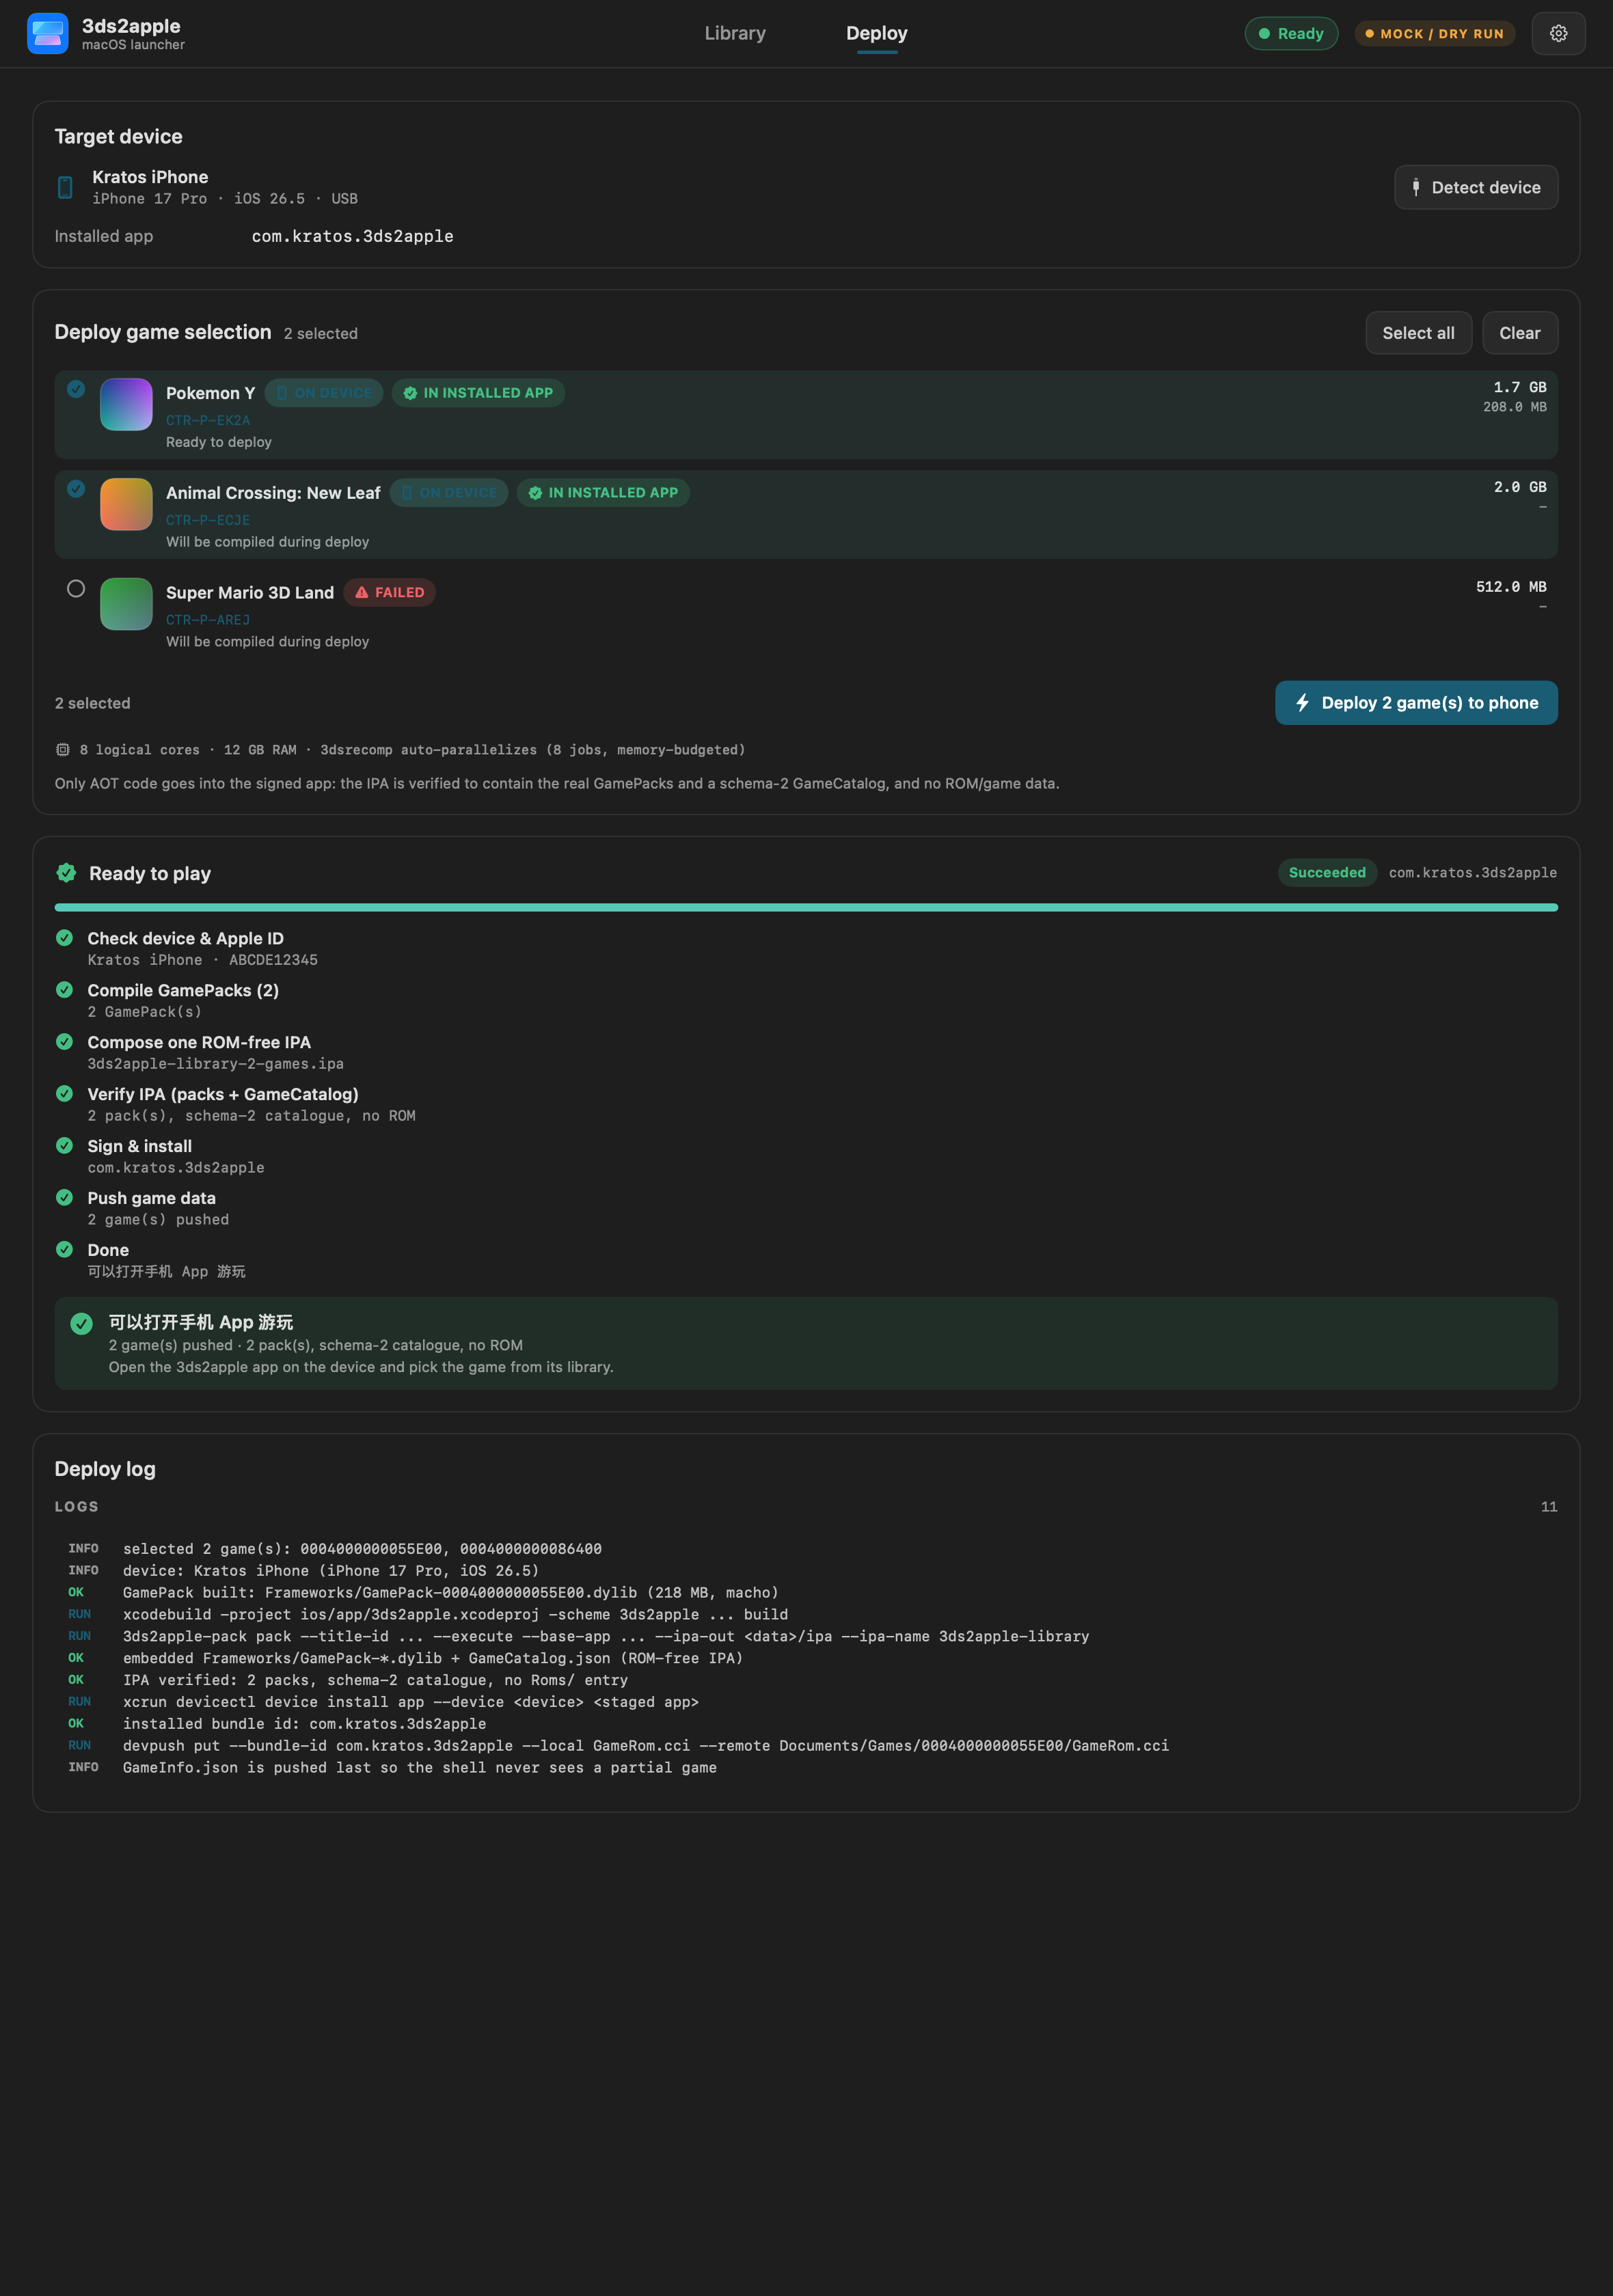 3ds2apple
macOS launcher
Library
Deploy
Ready
MOCK / DRY RUN
Target device
Kratos iPhone
iPhone 17 Pro · iOS 26.5 · USB
Detect device
Installed app
com.kratos.3ds2apple
Deploy game selection
2 selected
Select all
Clear
Pokemon Y
ON DEVICE
IN INSTALLED APP
1.7 GB
CTR-P-EK2A
208.0 MB
Ready to deploy
Animal Crossing: New Leaf
ON DEVICE
IN INSTALLED APP
2.0 GB
CTR-P-ECJE
–
Will be compiled during deploy
Super Mario 3D Land
FAILED
512.0 MB
CTR-P-AREJ
–
Will be compiled during deploy
2 selected
Deploy 2 game(s) to phone
8 logical cores · 12 GB RAM · 3dsrecomp auto-parallelizes (8 jobs, memory-budgeted)
Only AOT code goes into the signed app: the IPA is verified to contain the real GamePacks and a schema-2 GameCatalog, and no ROM/game data.
Ready to play
Succeeded
com.kratos.3ds2apple
Check device & Apple ID
Kratos iPhone · ABCDE12345
Compile GamePacks (2)
2 GamePack(s)
Compose one ROM-free IPA
3ds2apple-library-2-games.ipa
Verify IPA (packs + GameCatalog)
2 pack(s), schema-2 catalogue, no ROM
Sign & install
com.kratos.3ds2apple
Push game data
2 game(s) pushed
Done
可以打开手机 App 游玩
可以打开手机 App 游玩
2 game(s) pushed · 2 pack(s), schema-2 catalogue, no ROM
Open the 3ds2apple app on the device and pick the game from its library.
Deploy log
LOGS
11
INFO selected 2 game(s): 0004000000055E00, 0004000000086400
INFO device: Kratos iPhone (iPhone 17 Pro, iOS 26.5)
OK GamePack built: Frameworks/GamePack-0004000000055E00.dylib (218 MB, macho)
RUN xcodebuild -project ios/app/3ds2apple.xcodeproj -scheme 3ds2apple ... build
RUN 3ds2apple-pack pack --title-id ... --execute --base-app ... --ipa-out <data>/ipa --ipa-name 3ds2apple-library
OK embedded Frameworks/GamePack-*.dylib + GameCatalog.json (ROM-free IPA)
OK IPA verified: 2 packs, schema-2 catalogue, no Roms/ entry
RUN xcrun devicectl device install app --device <device> <staged app>
OK installed bundle id: com.kratos.3ds2apple
RUN devpush put --bundle-id com.kratos.3ds2apple --local GameRom.cci --remote Documents/Games/0004000000055E00/GameRom.cci
INFO GameInfo.json is pushed last so the shell never sees a partial game